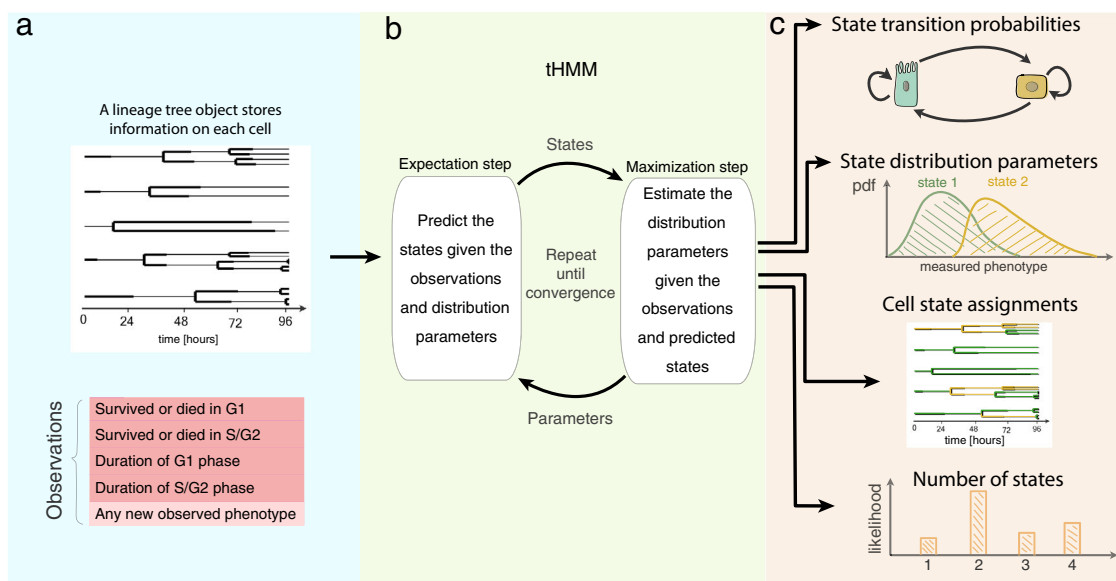 a
A lineage tree object stores
information on each cell
0 24 48 72 96
time [hours]
Observations
Survived or died in G1
Survived or died in S/G2
Duration of G1 phase
Duration of S/G2 phase
Any new observed phenotype
b
tHMM
Expectation step
Predict the
states given the
observations
and distribution
parameters
States
Repeat
until
convergence
Parameters
Maximization step
Estimate the
distribution
parameters
given the
observations
and predicted
states
c
State transition probabilities
State distribution parameters
pdf
state 1
state 2
measured phenotype
Cell state assignments
0 24 48 72 96
time [hours]
Number of states
likelihood
1 2 3 4